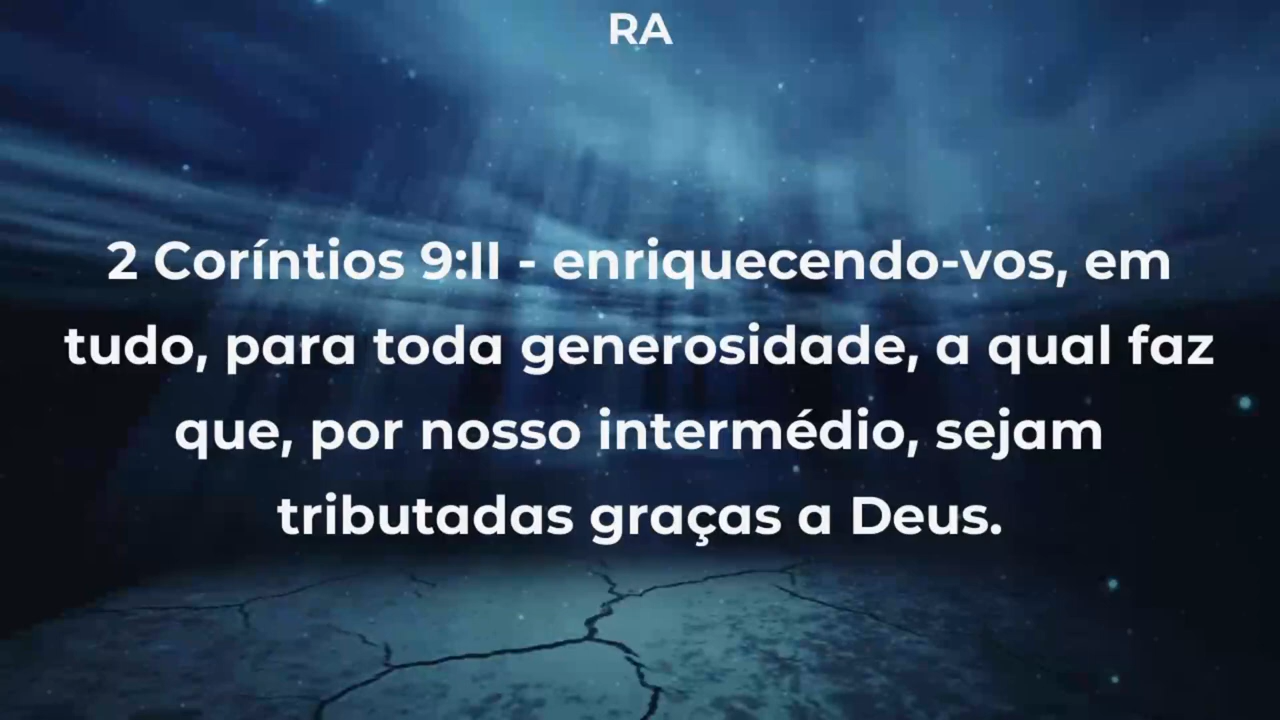 RA
2 Coríntios 9:11 - enriquecendo-vos, em
tudo, para toda generosidade, a qual faz
que, por nosso intermédio, sejam
tributadas graças a Deus.